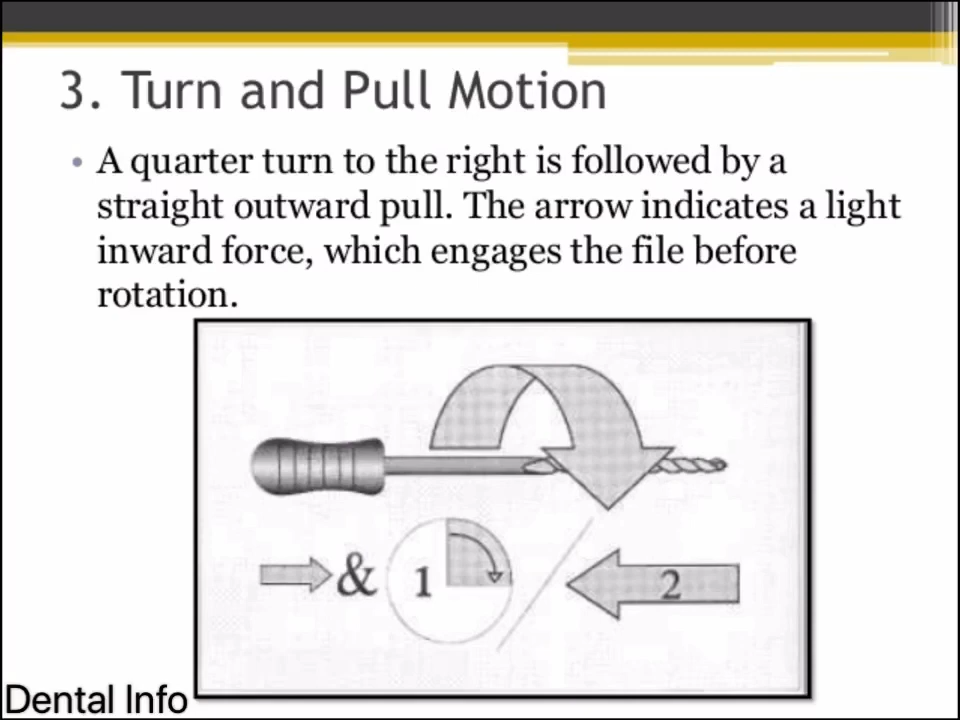 3. Turn and Pull Motion
• A quarter turn to the right is followed by a
straight outward pull. The arrow indicates a light
inward force, which engages the file before
rotation.
& 1 2
Dental Info